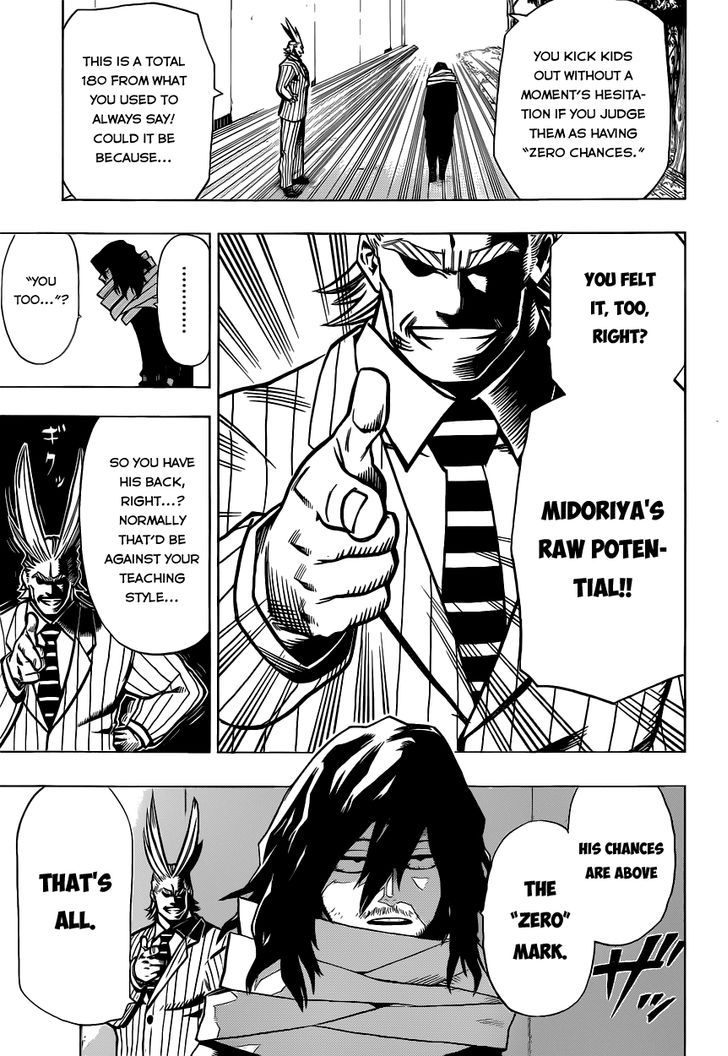 YOU KICK KIDS
OUT WITHOUT A
MOMENT'S HESITA-
TION IF YOU JUDGE
THEM AS HAVING
"ZERO CHANCES."
THIS IS A TOTAL
180 FROM WHAT
YOU USED TO
ALWAYS SAY!
COULD IT BE
BECAUSE...
YOU FELT
IT, TOO,
RIGHT?
MIDORIYA'S
RAW POTEN-
TIAL!!
..........
"YOU
TOO..."?
SO YOU HAVE
HIS BACK,
RIGHT...?
NORMALLY
THAT'D BE
AGAINST YOUR
TEACHING
STYLE...
ギクッ
HIS CHANCES
ARE ABOVE
THE
"ZERO"
MARK.
THAT'S
ALL.